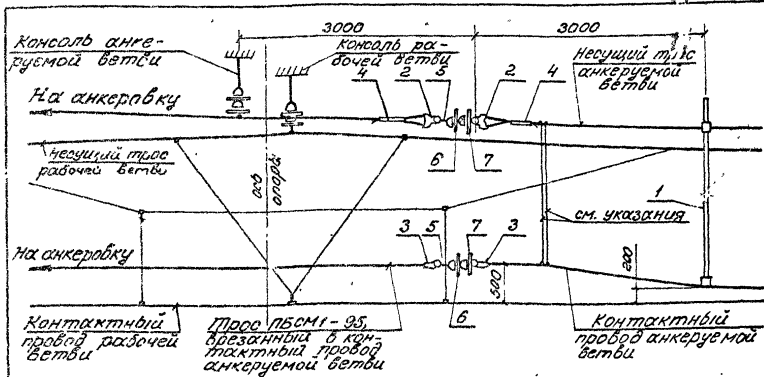 3000
3000
Консоль анке-
руемой ветви
Консоль ра-
бочей ветви
Несущий трос
анкеруемой
ветви
4
2
5
2
4
На анкеровку
6
7
Несущий трос
рабочей ветви
ось
опоры
1
см. указания
3
5
7
3
На анкеровку
500
200
6
Контактный
провод рабочей
ветви
Трос ПБСМ1-95,
врезанный в кон-
тактный провод
анкеруемой ветви
Контактный
провод анкеруемой
ветви